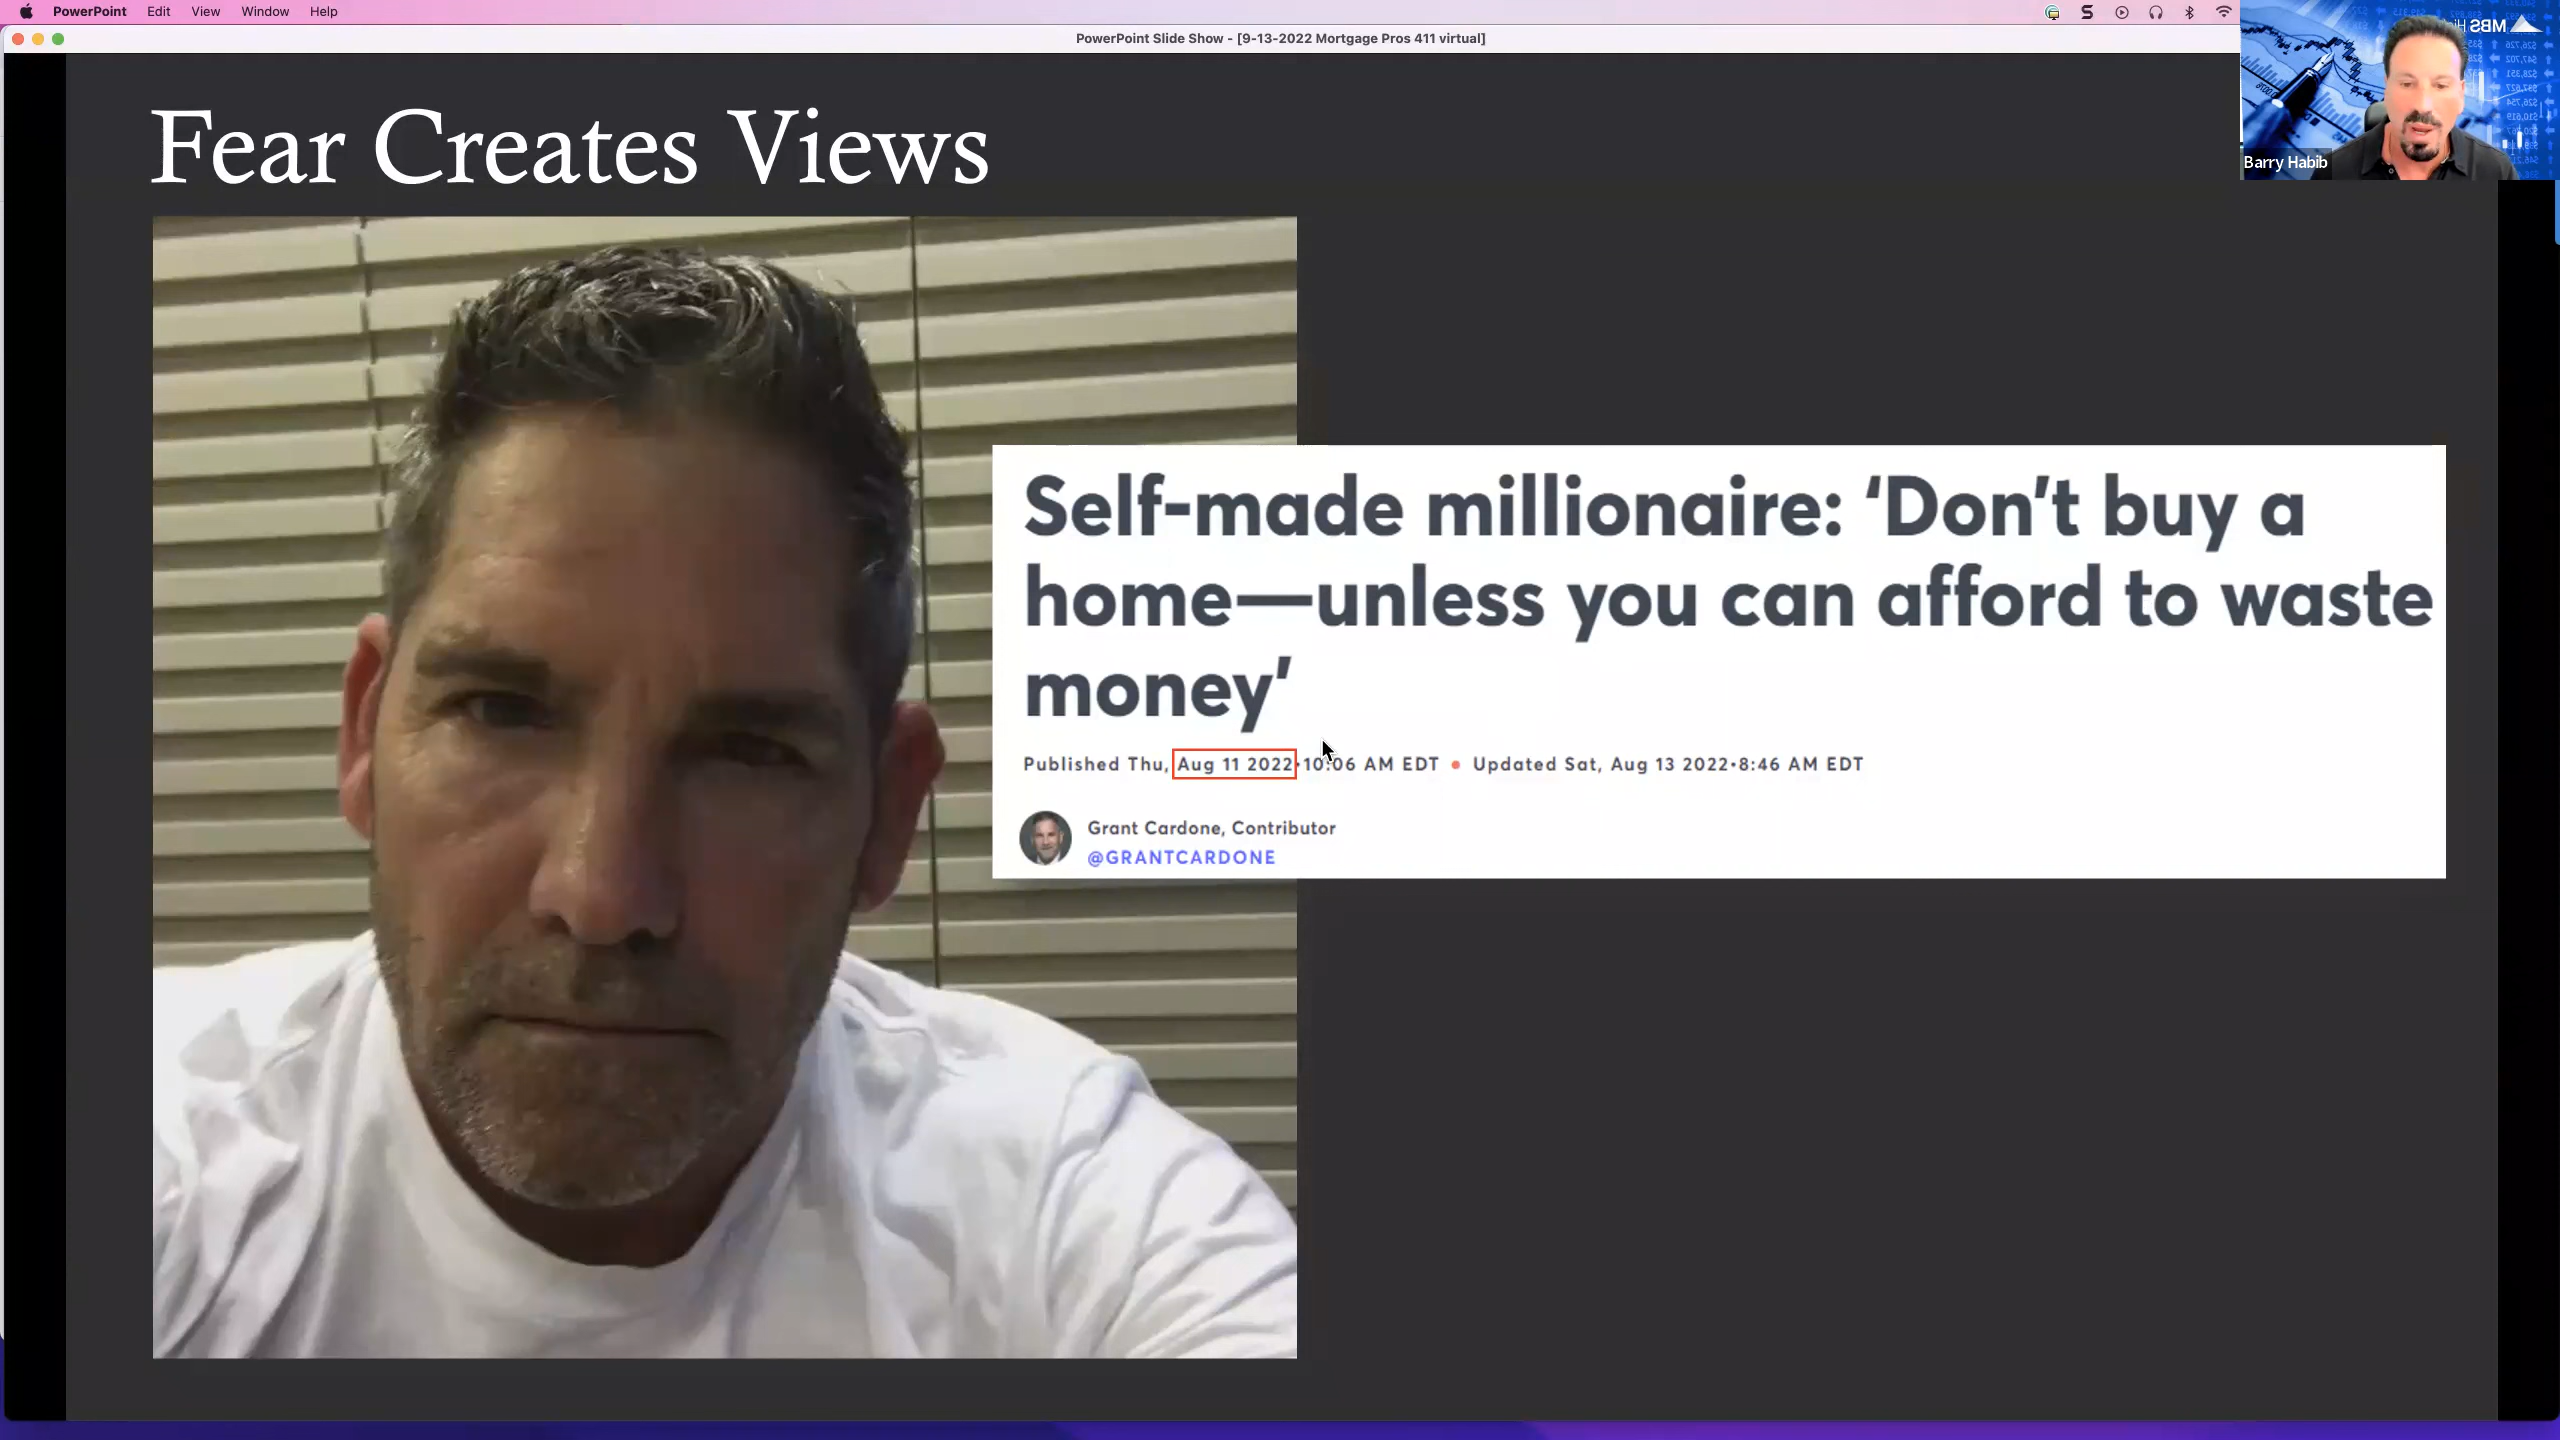 PowerPoint Edit View Window Help
PowerPoint Slide Show - [9-13-2022 Mortgage Pros 411 virtual]
MBS
Barry Habib
Fear Creates Views
Self-made millionaire: ‘Don’t buy a
home—unless you can afford to waste
money’
Published Thu, Aug 11 2022•10:06 AM EDT • Updated Sat, Aug 13 2022•8:46 AM EDT
Grant Cardone, Contributor
@GRANTCARDONE